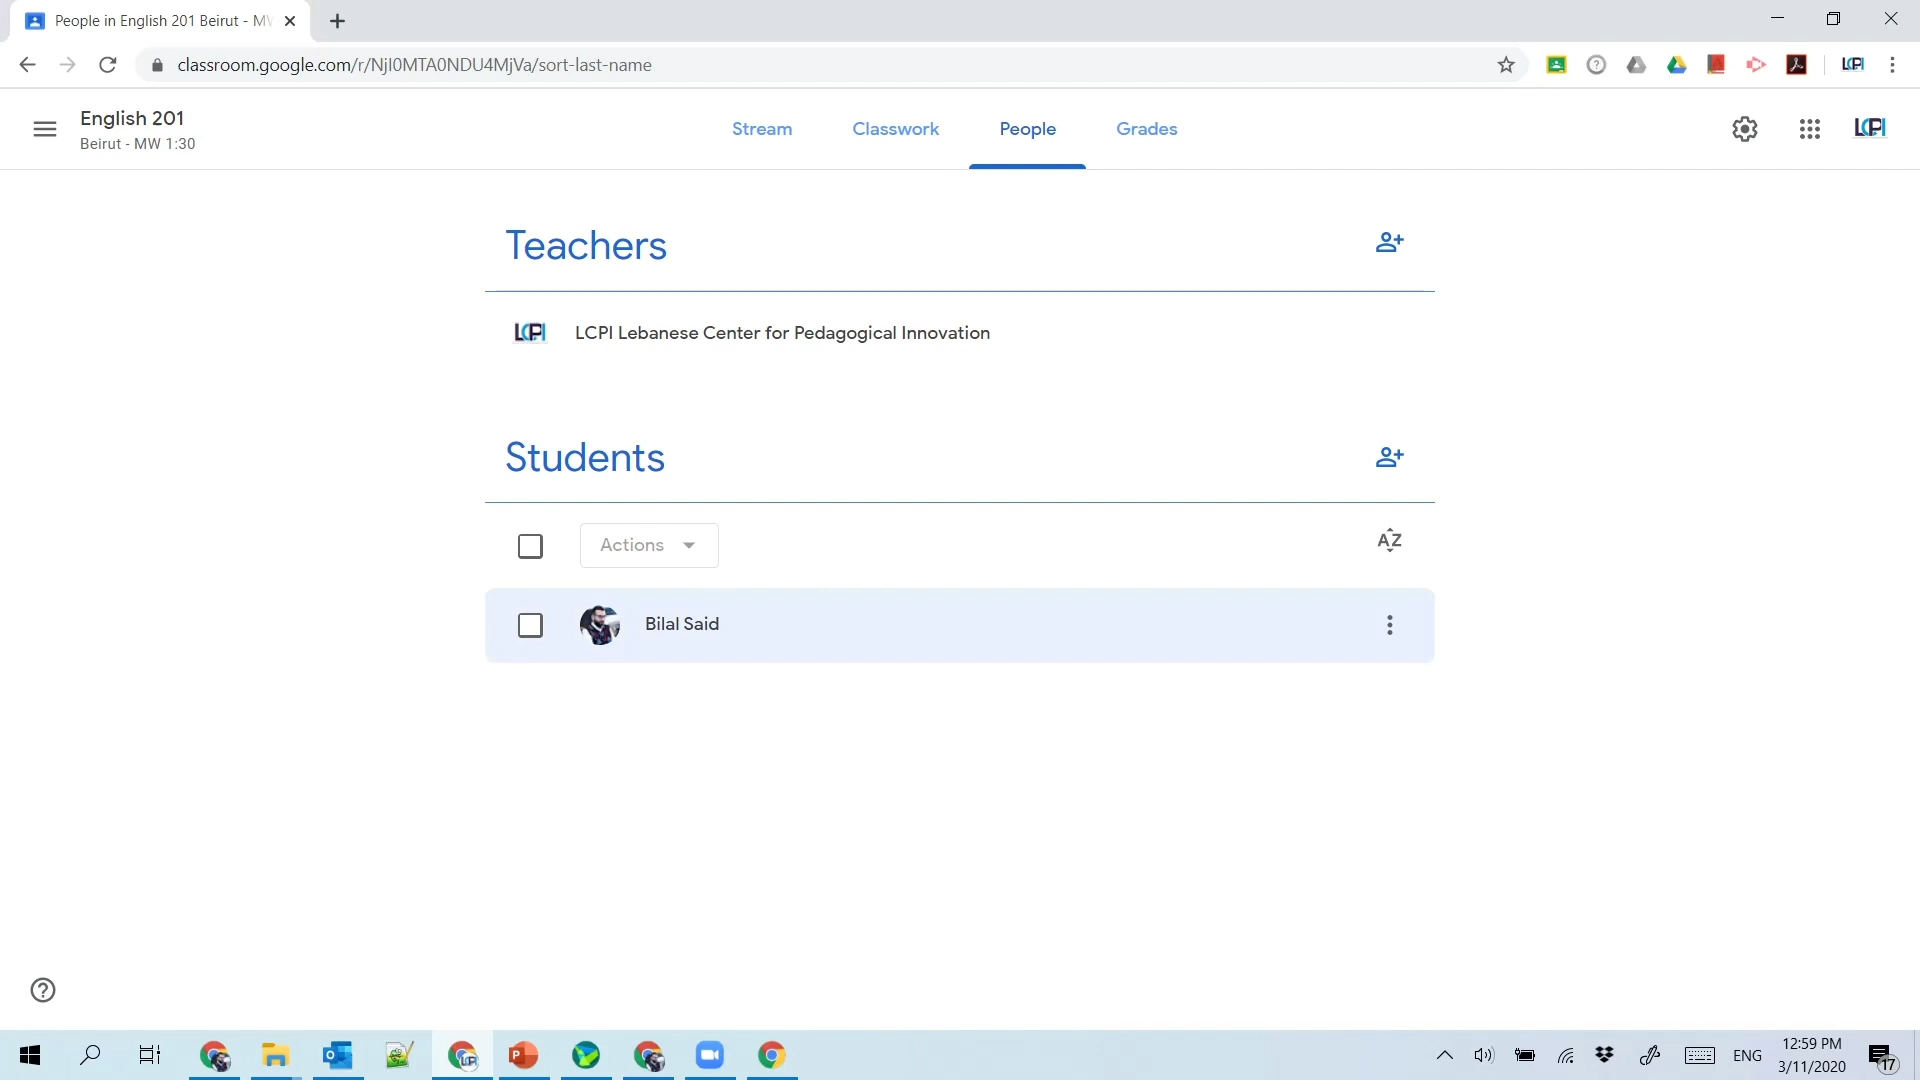 People in English 201 Beirut - MW
classroom.google.com/r/NjI0MTA0NDU4MjVa/sort-last-name
LCPI
English 201
Beirut - MW 1:30
Stream
Classwork
People
Grades
LCPI
Teachers
LCPI
LCPI Lebanese Center for Pedagogical Innovation
Students
Actions
AZ
Bilal Said
ENG
12:59 PM
3/11/2020
17